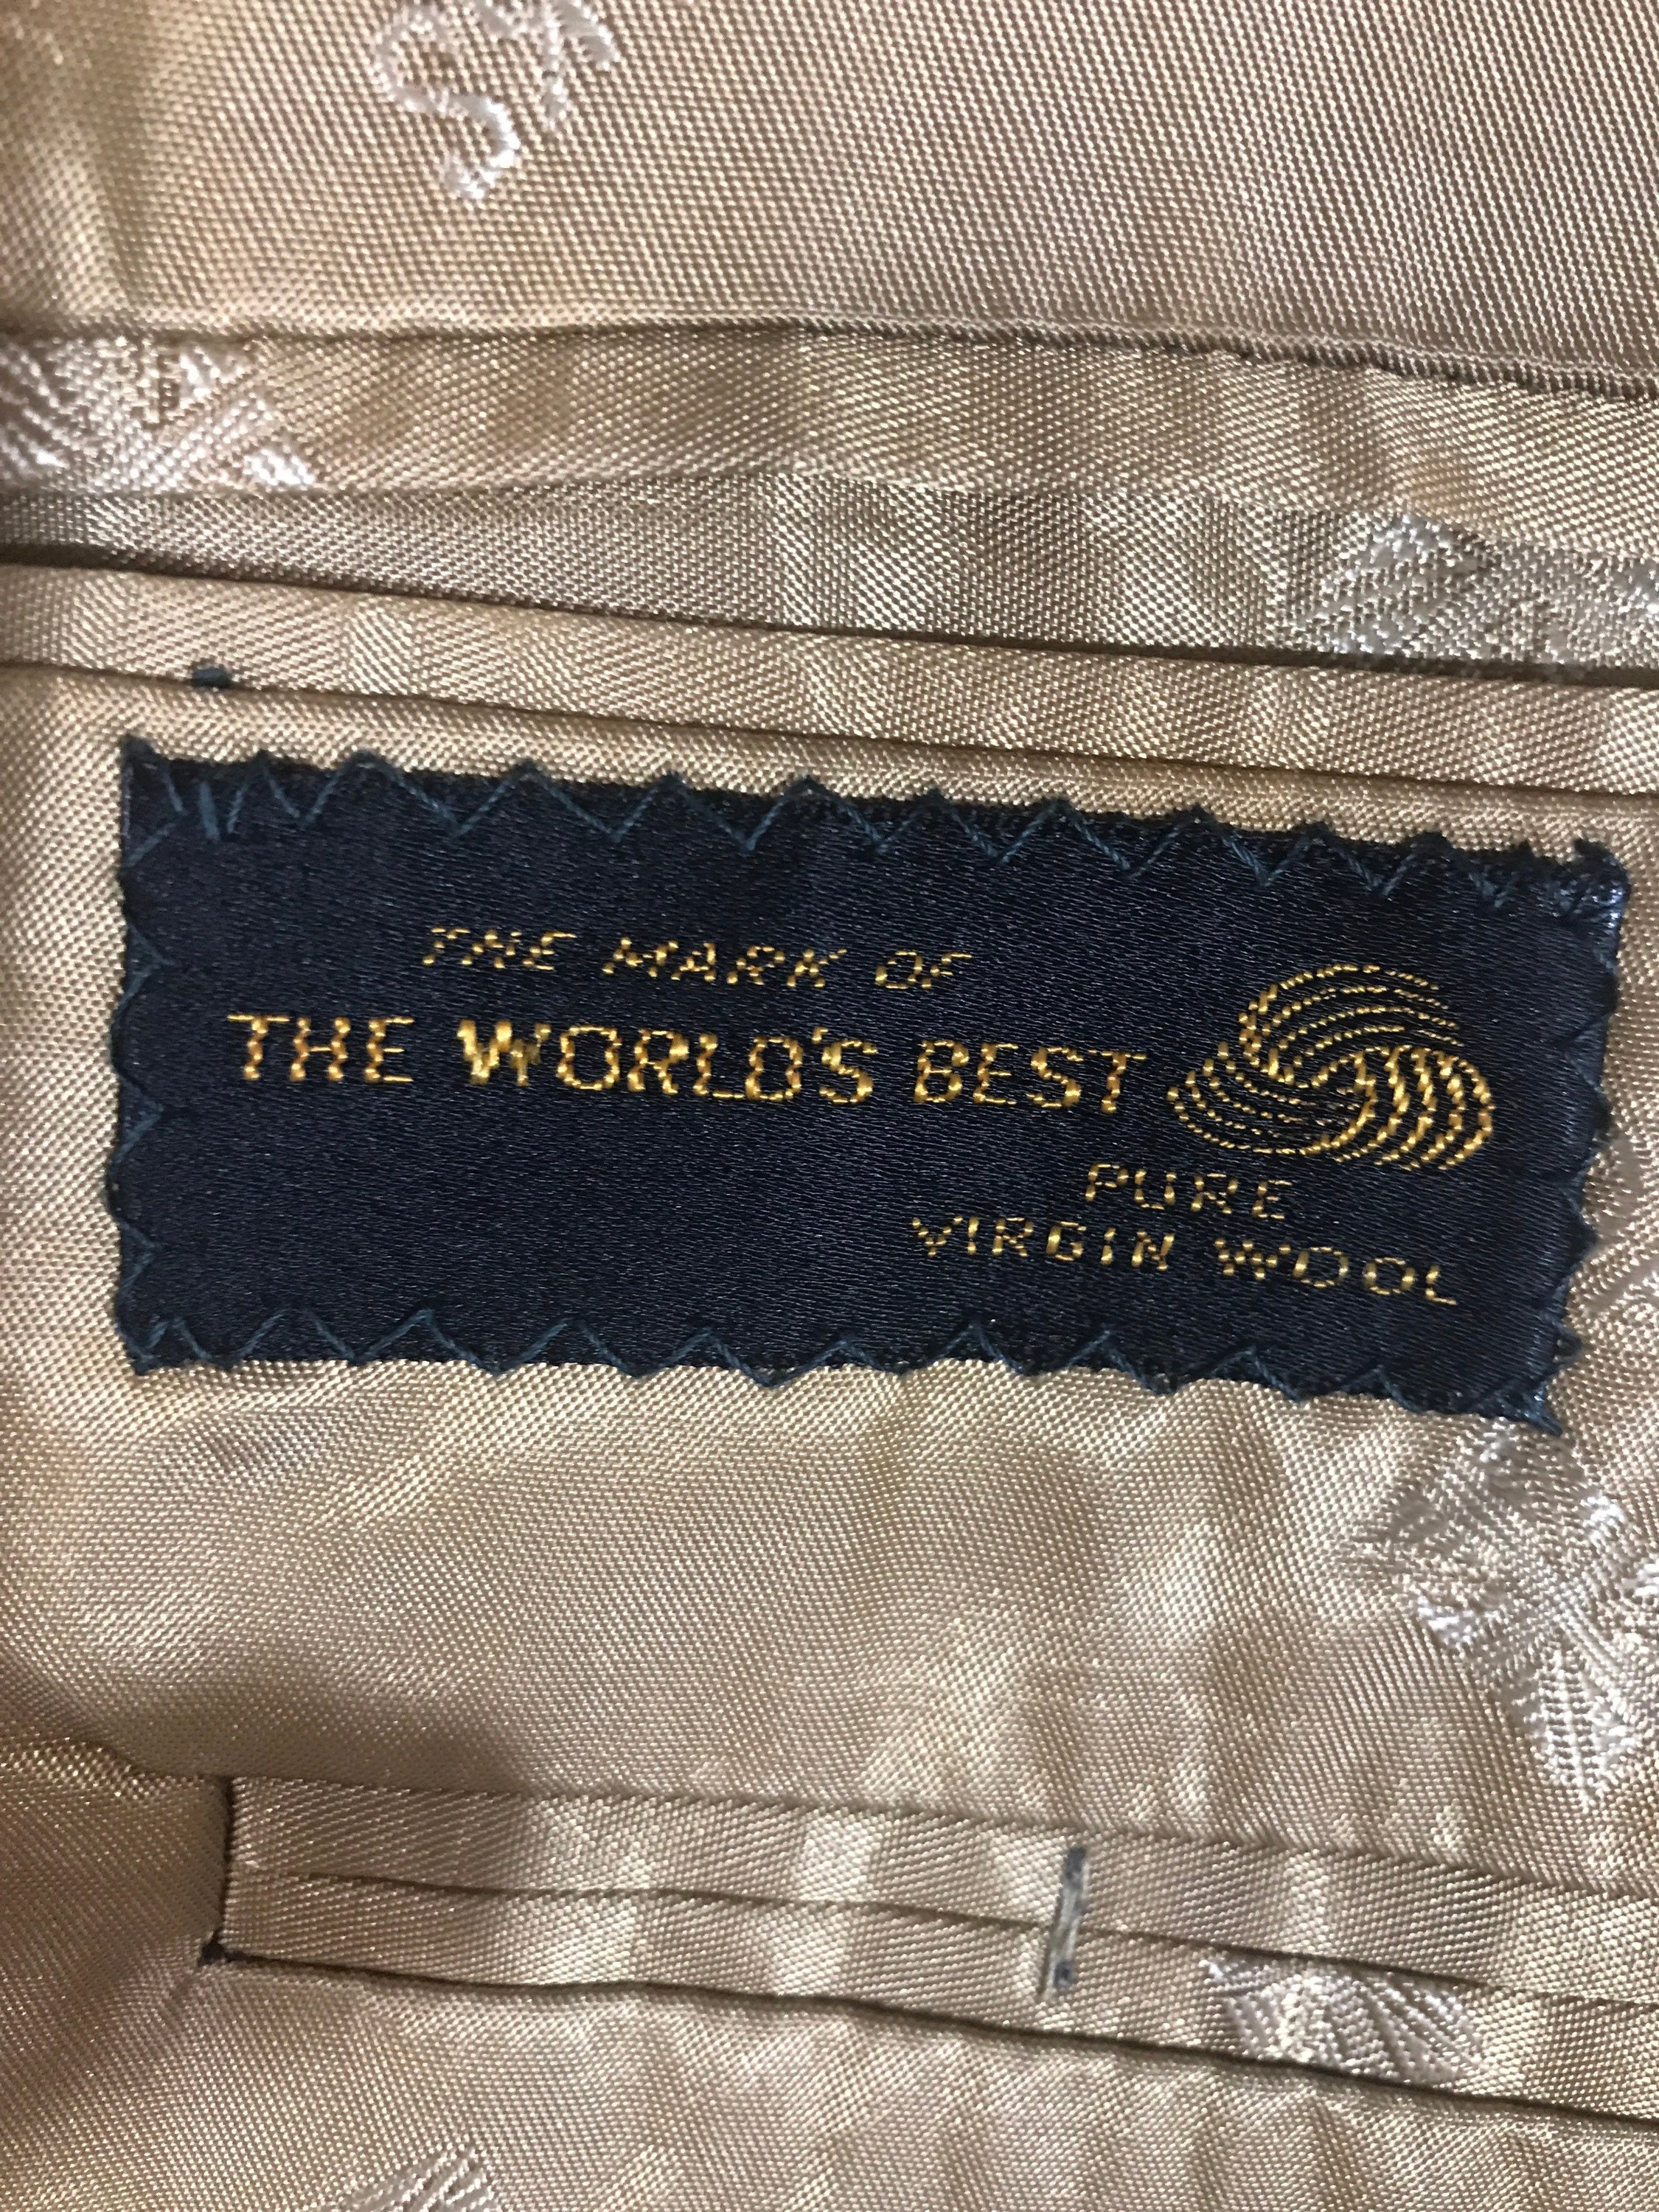 THE MARK OF
THE WORLD'S BEST
PURE
VIRGIN WOOL